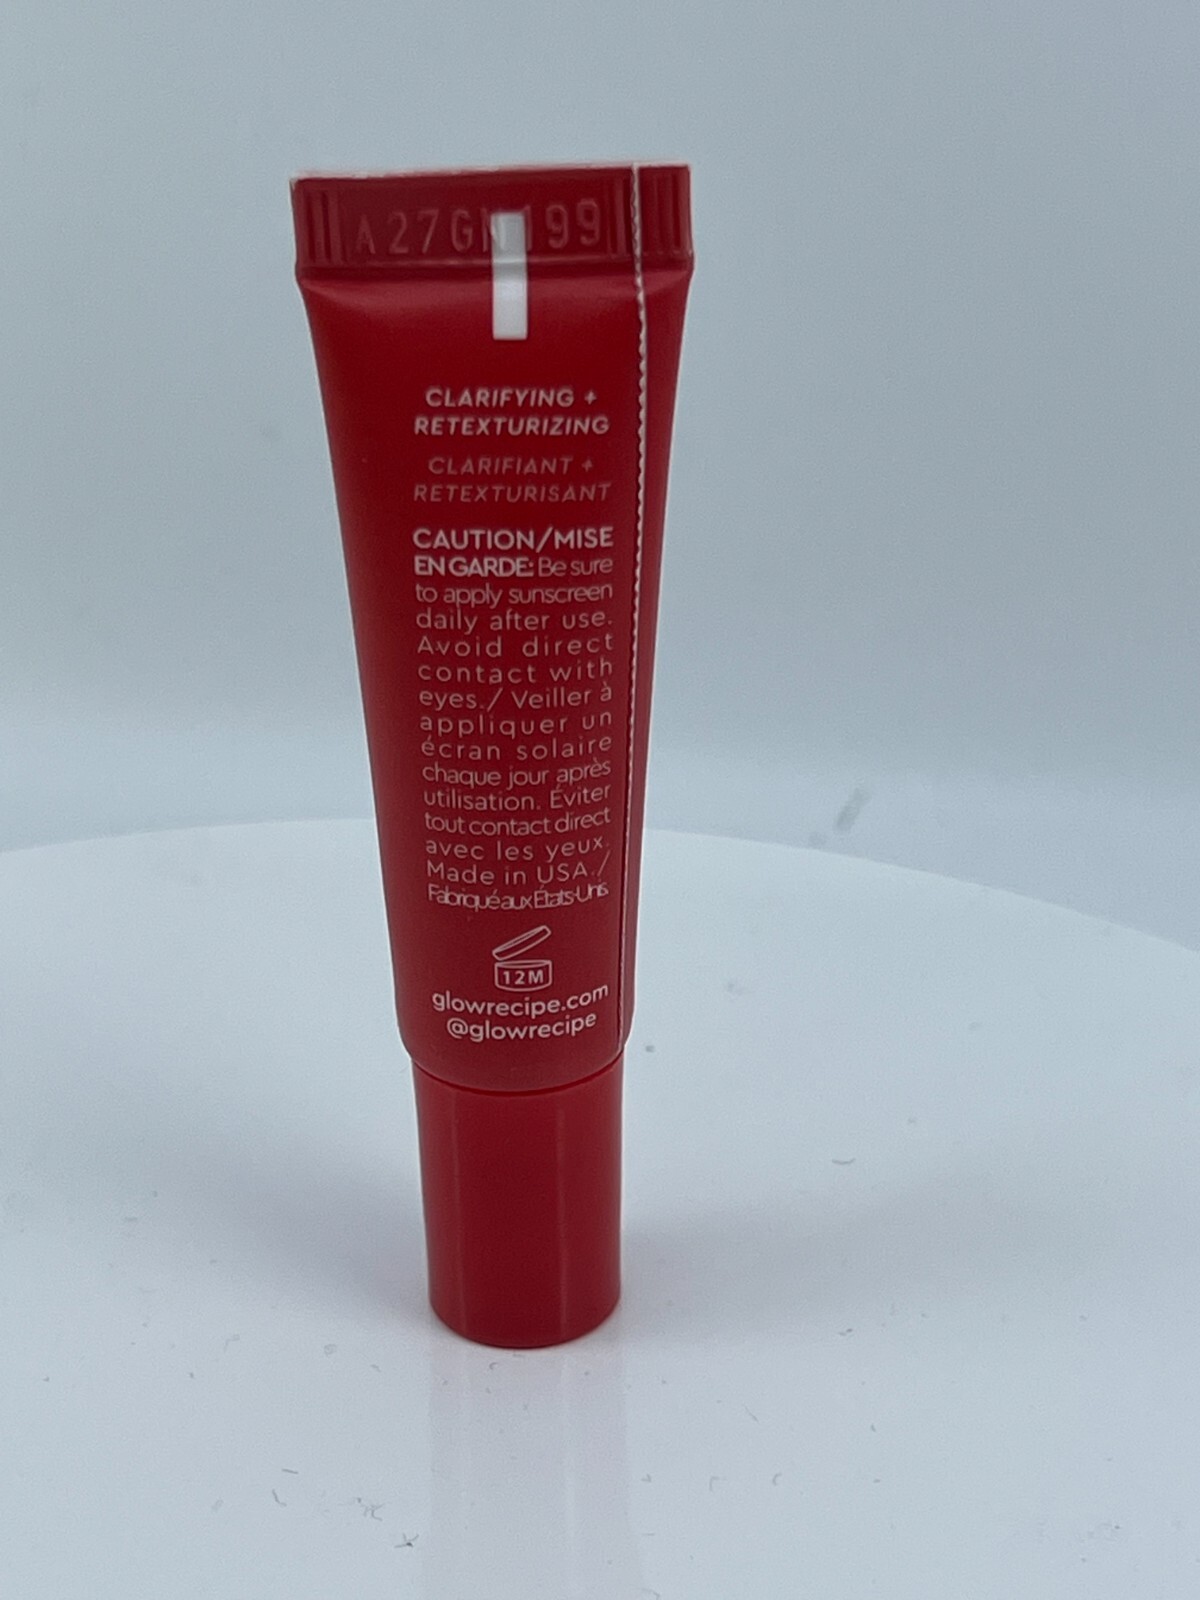 CLARIFYING +
RETEXTURIZING
CLARIFIANT +
RETEXTURISANT
CAUTION/MISE
EN GARDE: Be sure
to apply sunscreen
daily after use.
Avoid direct
contact with
eyes./ Veiller à
appliquer un
écran solaire
chaque jour après
utilisation. Éviter
tout contact direct
avec les yeux.
Made in USA./
Fabriqué aux États-Unis.
12M
glowrecipe.com
@glowrecipe